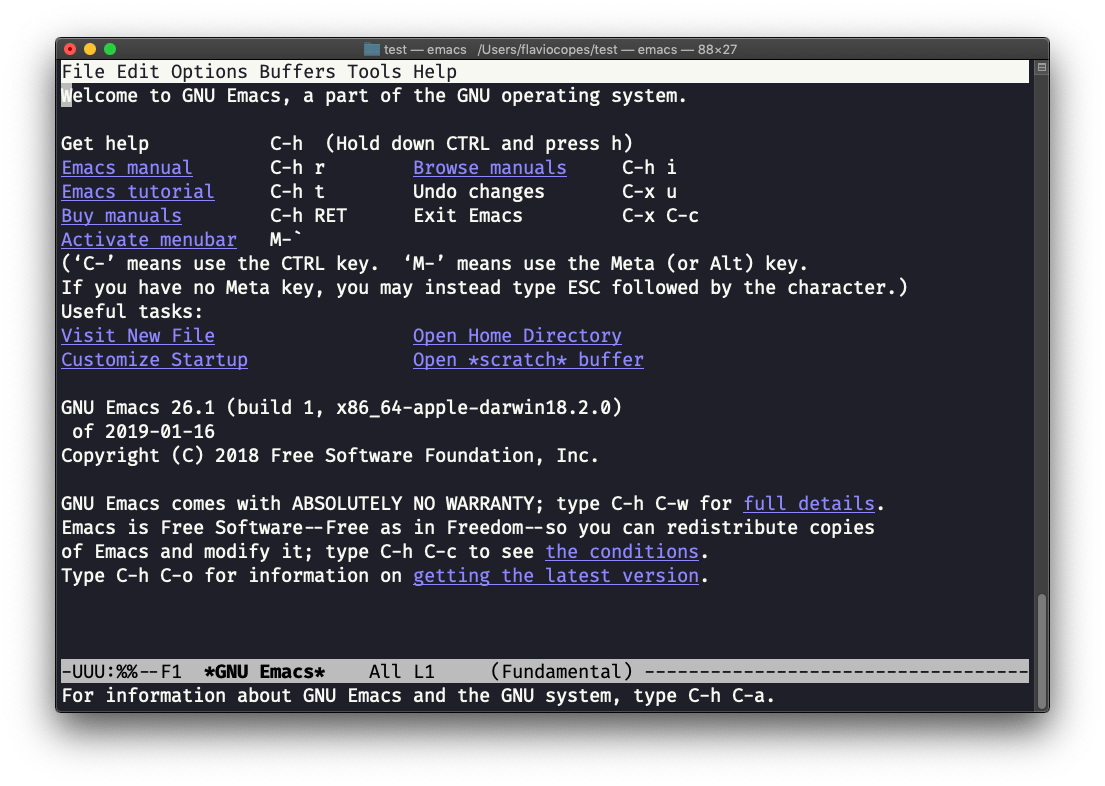 test — emacs /Users/flaviocopes/test — emacs — 88×27
File Edit Options Buffers Tools Help
Welcome to GNU Emacs, a part of the GNU operating system.
Get help C-h (Hold down CTRL and press h)
Emacs manual C-h r Browse manuals C-h i
Emacs tutorial C-h t Undo changes C-x u
Buy manuals C-h RET Exit Emacs C-x C-c
Activate menubar M-`
(‘C-’ means use the CTRL key. ‘M-’ means use the Meta (or Alt) key.
If you have no Meta key, you may instead type ESC followed by the character.)
Useful tasks:
Visit New File Open Home Directory
Customize Startup Open *scratch* buffer
GNU Emacs 26.1 (build 1, x86_64-apple-darwin18.2.0)
of 2019-01-16
Copyright (C) 2018 Free Software Foundation, Inc.
GNU Emacs comes with ABSOLUTELY NO WARRANTY; type C-h C-w for full details.
Emacs is Free Software--Free as in Freedom--so you can redistribute copies
of Emacs and modify it; type C-h C-c to see the conditions.
Type C-h C-o for information on getting the latest version.
-UUU:%%--F1 *GNU Emacs* All L1 (Fundamental) -----------------------------------
For information about GNU Emacs and the GNU system, type C-h C-a.